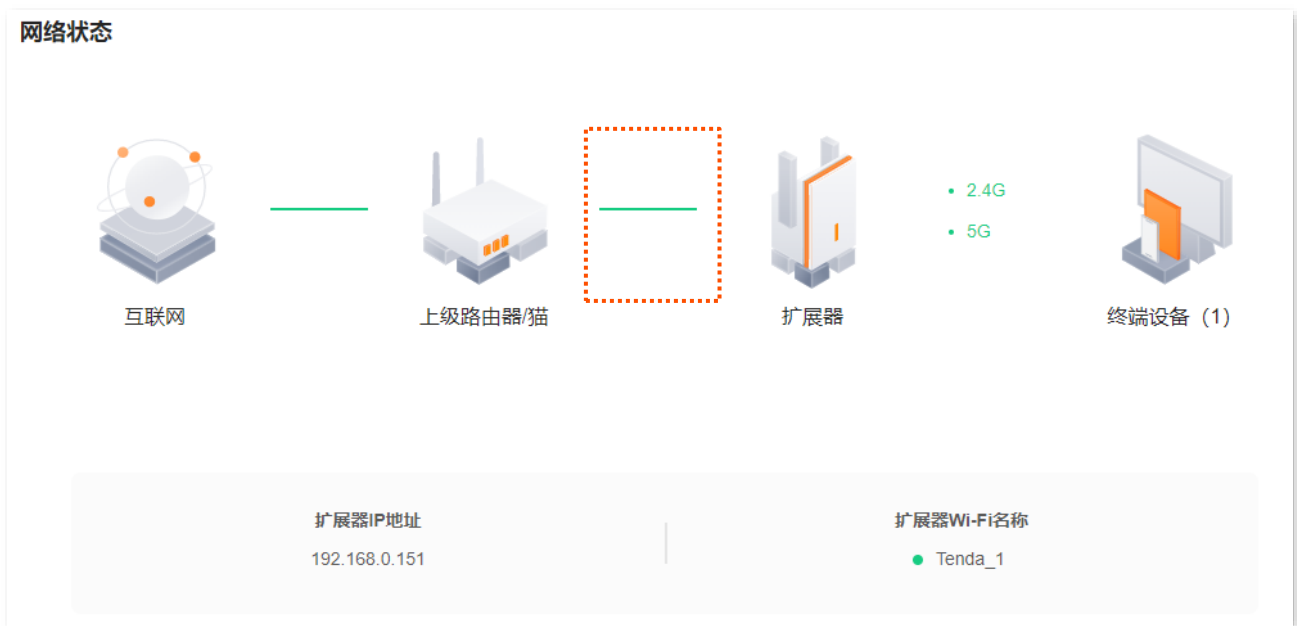 网络状态
2.4G
5G
互联网
上级路由器/猫
扩展器
终端设备（1）
扩展器IP地址
扩展器Wi-Fi名称
192.168.0.151
Tenda_1